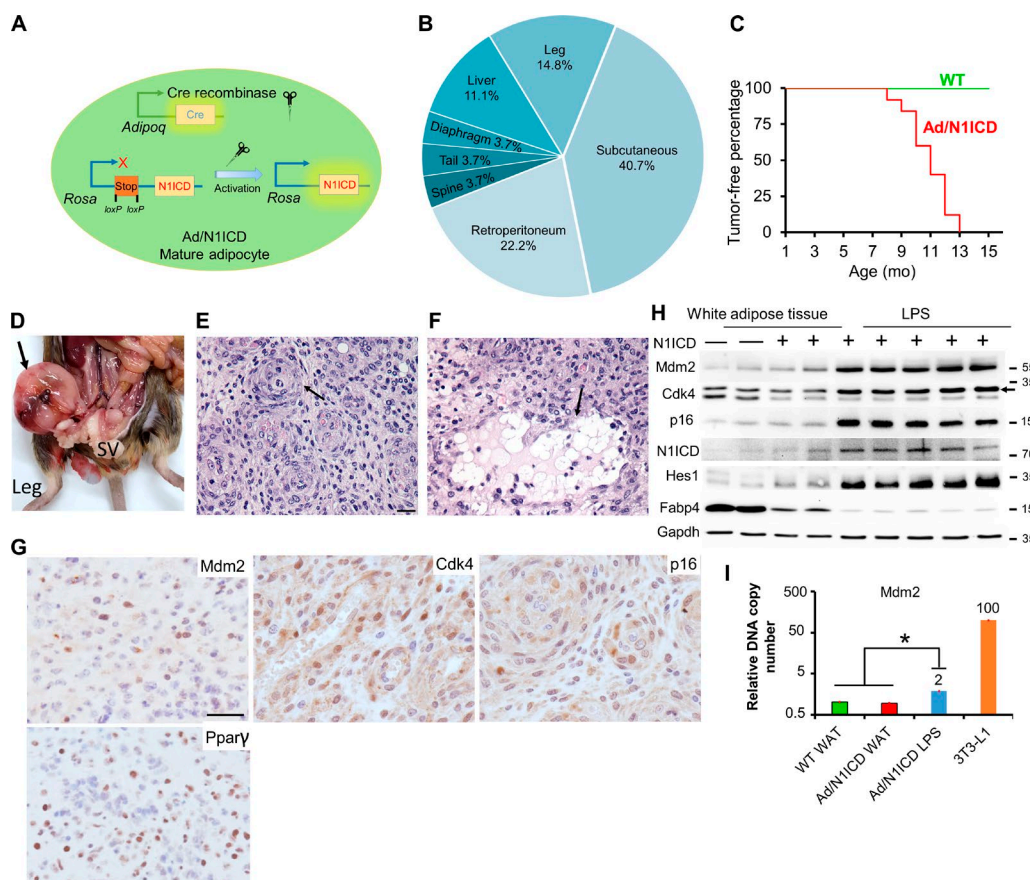 A
Cre recombinase
Cre
Adipoq
X
Stop
N1ICD
Rosa
loxP loxP
Activation
N1ICD
Rosa
Ad/N1ICD
Mature adipocyte
B
Leg
14.8%
Liver
11.1%
Diaphragm 3.7%
Tail 3.7%
Spine 3.7%
Subcutaneous
40.7%
Retroperitoneum
22.2%
C
Tumor-free percentage
100
75
50
25
0
WT
Ad/N1ICD
1 3 5 7 9 11 13 15
Age (mo)
D
SV
Leg
E
F
G
Mdm2
Cdk4
p16
Pparγ
H
White adipose tissue LPS
N1ICD — — + + + + + + +
Mdm2 - 55
35
Cdk4
p16 - 15
N1ICD - 70
Hes1 - 35
Fabp4 - 15
Gapdh - 35
I
Mdm2
Relative DNA copy
number
500
50
5
0.5
*
2
100
WT WAT
Ad/N1ICD WAT
Ad/N1ICD LPS
3T3-L1